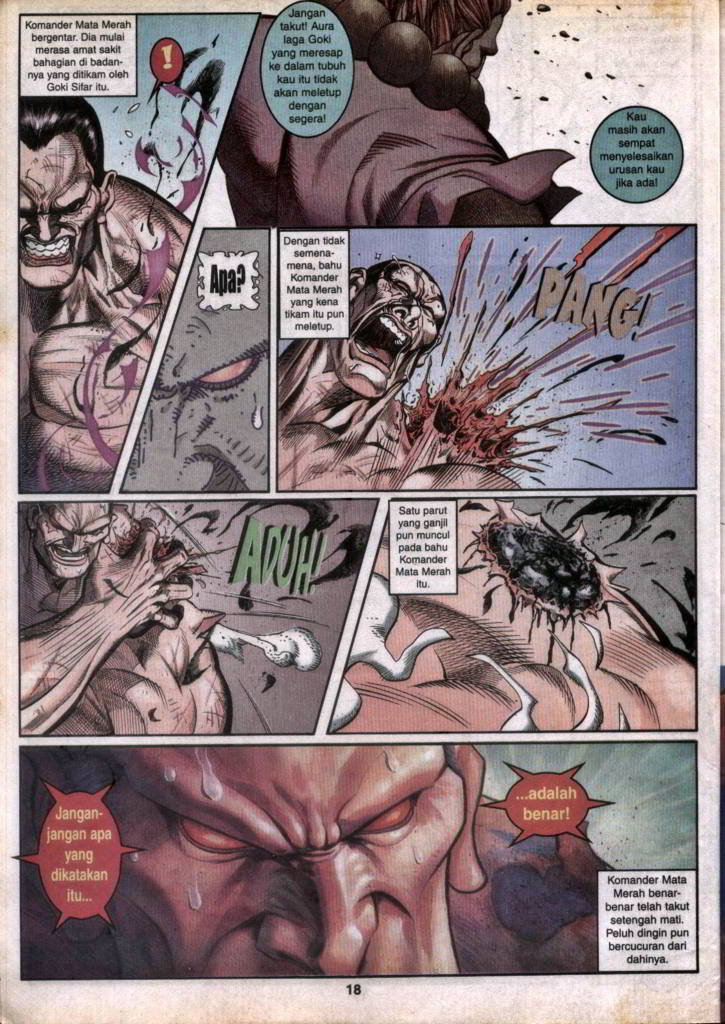 Komander Mata Merah
bergentar. Dia mulai
merasa amat sakit
bahagian di badan-
nya yang ditikam oleh
Goki Sifar itu.
!
Jangan
takut! Aura
laga Goki
yang meresap
ke dalam tubuh
kau itu tidak
akan meletup
dengan
segera!
Kau
masih akan
sempat
menyelesaikan
urusan kau
jika ada!
Apa?
Dengan tidak
semena-
mena, bahu
Komander
Mata Merah
yang kena
tikam itu pun
meletup.
PANG!
ADUH!
Satu parut
yang ganjil
pun muncul
pada bahu
Komander
Mata Merah
itu.
Jangan-
jangan apa
yang
dikatakan
itu...
...adalah
benar!
Komander Mata
Merah benar-
benar telah takut
setengah mati.
Peluh dingin pun
bercucuran dari
dahinya.
18